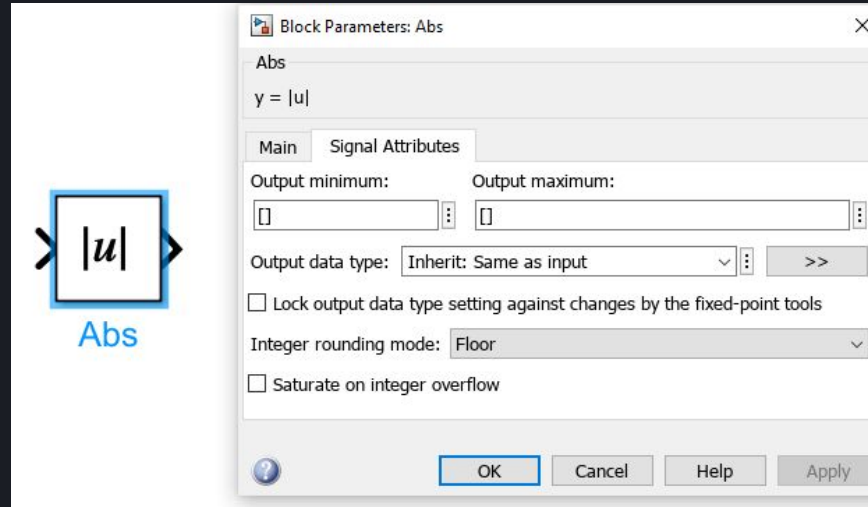 Block Parameters: Abs
Abs
y = |u|
Main Signal Attributes
Output minimum: Output maximum:
[] []
Output data type: Inherit: Same as input >>
Lock output data type setting against changes by the fixed-point tools
Integer rounding mode: Floor
Saturate on integer overflow
OK Cancel Help Apply
|u|
Abs